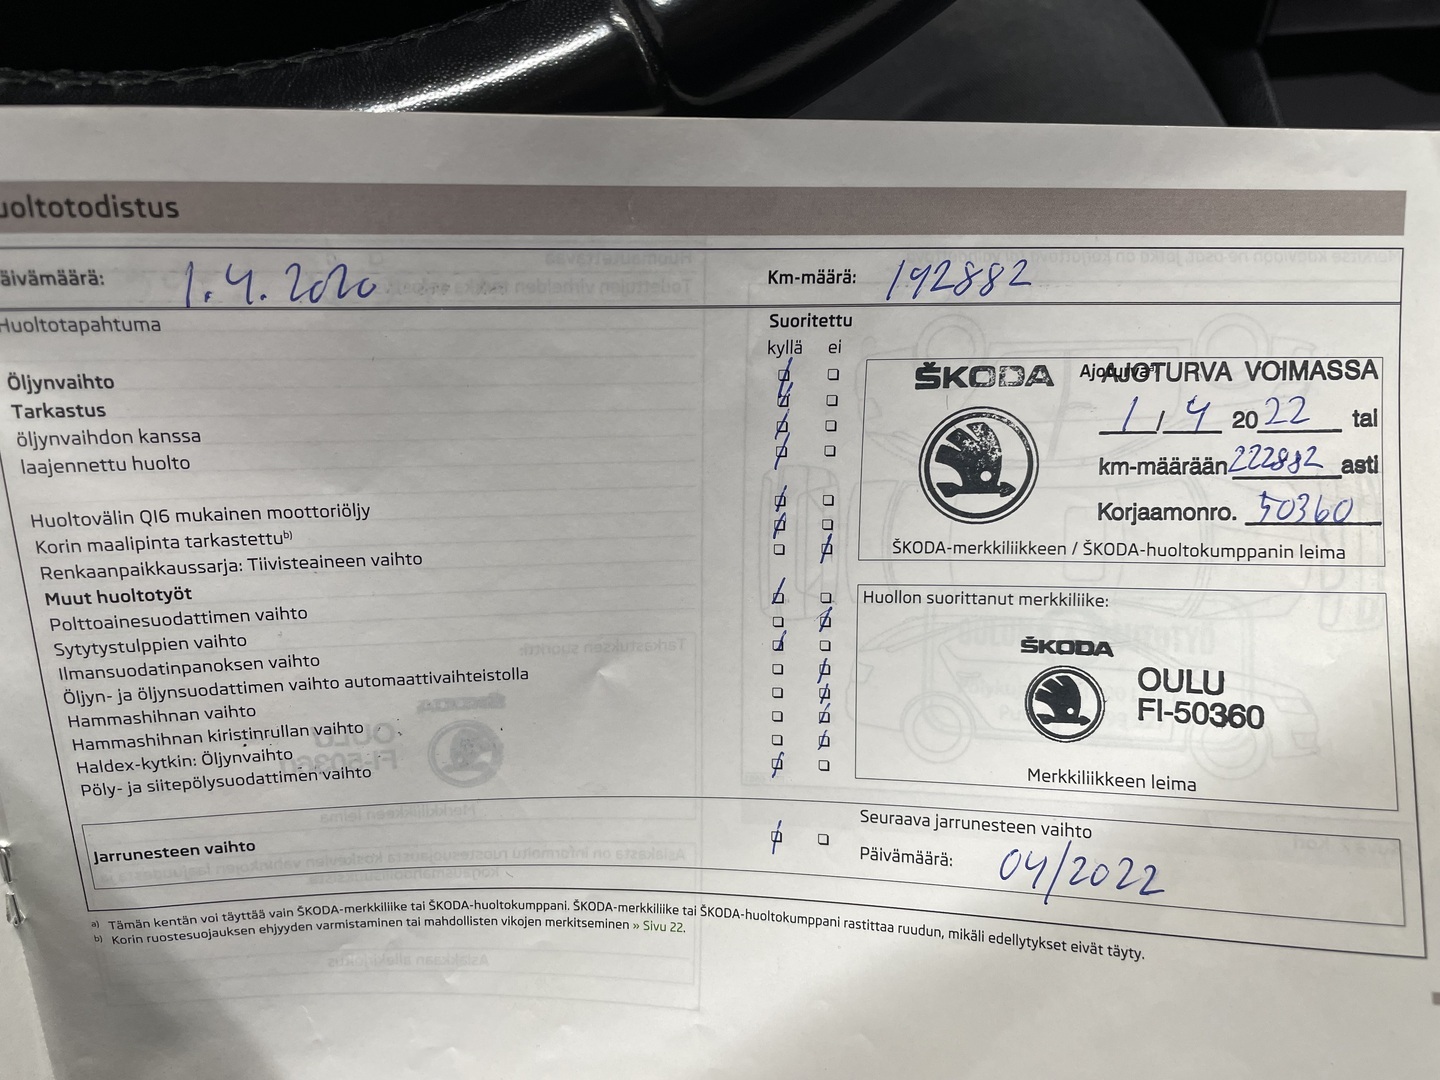 uoltotodistus
äivämäärä: 1.4.2020 Km-määrä: 192882
Huoltotapahtuma Suoritettu
kyllä ei
Öljynvaihto
Tarkastus
öljynvaihdon kanssa
laajennettu huolto
Huoltovälin QI6 mukainen moottoriöljy
Korin maalipinta tarkastettu b)
Renkaanpaikkaussarja: Tiivisteaineen vaihto
Muut huoltotyöt
Polttoainesuodattimen vaihto
Sytytystulppien vaihto
Ilmansuodatinpanoksen vaihto
Öljyn- ja öljynsuodattimen vaihto automaattivaihteistolla
Hammashihnan vaihto
Hammashihnan kiristinrullan vaihto
Haldex-kytkin: Öljynvaihto
Pöly- ja siitepölysuodattimen vaihto
ŠKODA AJOTURVA VOIMASSA
1/4 2022 tai
km-määrään 222882 asti
Korjaamonro. 50360
ŠKODA-merkkiliikkeen / ŠKODA-huoltokumppanin leima
Huollon suorittanut merkkiliike:
ŠKODA
OULU
FI-50360
Merkkiliikkeen leima
Jarrunesteen vaihto
Seuraava jarrunesteen vaihto
Päivämäärä: 04/2022
a) Tämän kentän voi täyttää vain ŠKODA-merkkiliike tai ŠKODA-huoltokumppani. ŠKODA-merkkiliike tai ŠKODA-huoltokumppani rastittaa ruudun, mikäli edellytykset eivät täyty.
b) Korin ruostesuojauksen ehjyyden varmistaminen tai mahdollisten vikojen merkitseminen » Sivu 22.